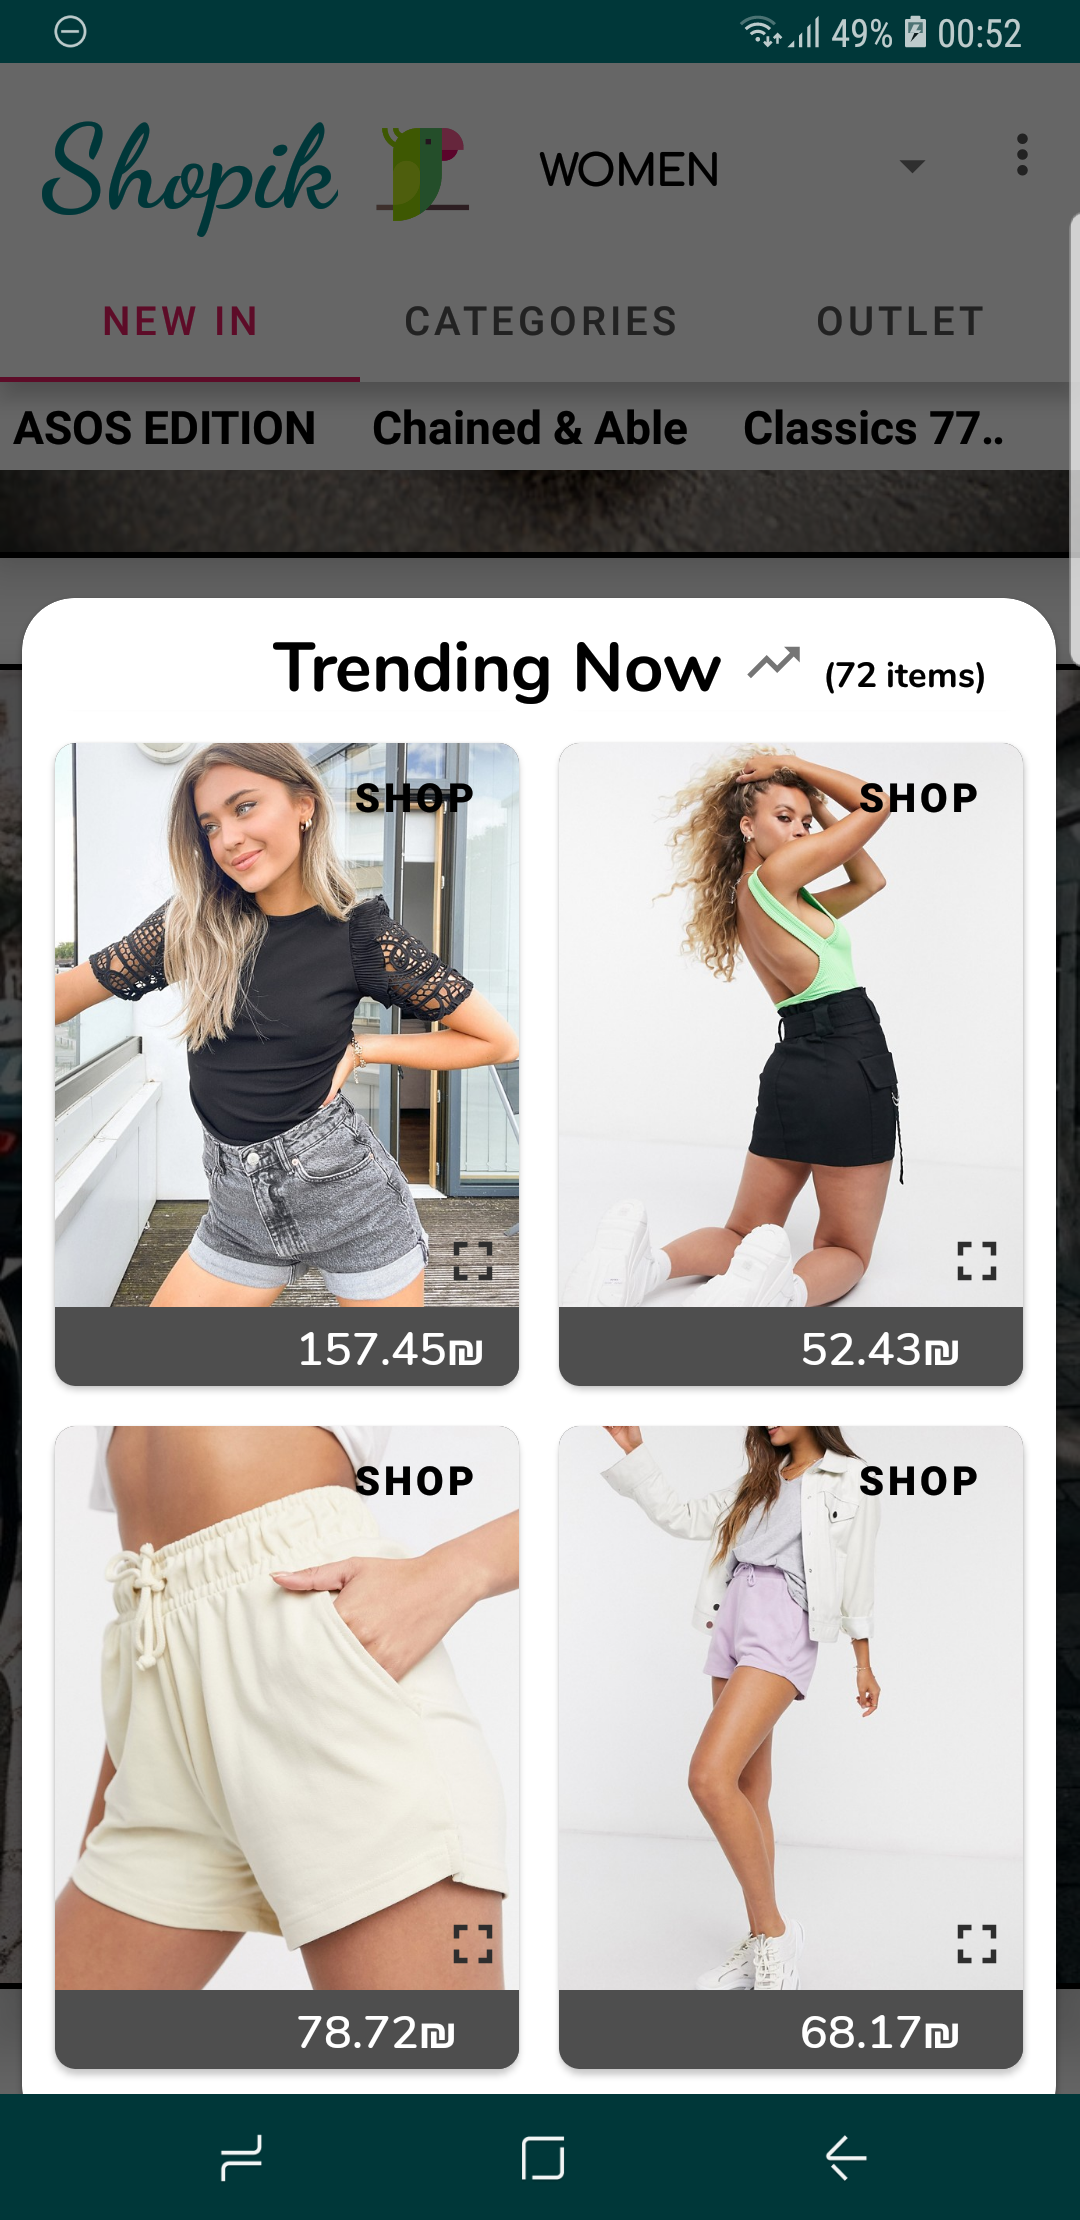 49% 00:52
Shopik WOMEN
NEW IN CATEGORIES OUTLET
ASOS EDITION Chained & Able Classics 77..
Trending Now (72 items)
SHOP SHOP
157.45₪ 52.43₪
SHOP SHOP
78.72₪ 68.17₪